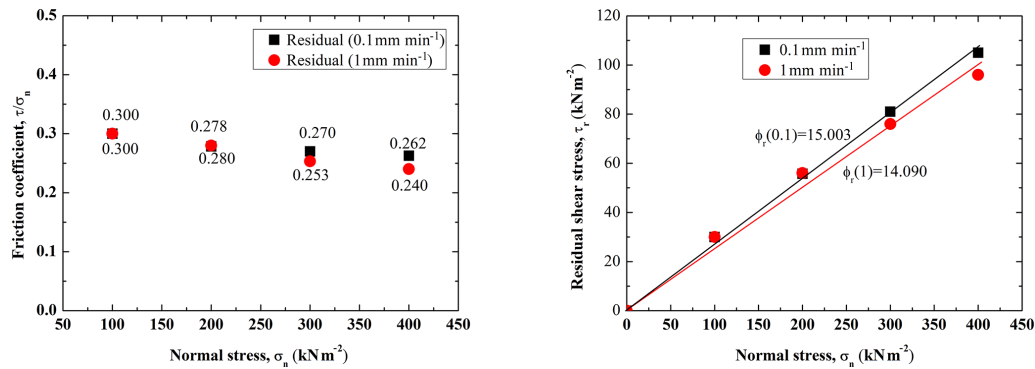 0.5
0.4
0.3
0.2
0.1
0.0
Friction coefficient, τ/σn
Residual (0.1mm min⁻¹)
Residual (1mm min⁻¹)
0.300
0.278
0.270
0.262
0.300
0.280
0.253
0.240
50 100 150 200 250 300 350 400 450
Normal stress, σn (kN m⁻²)
120
100
80
60
40
20
0
Residual shear stress, τr (kN m⁻²)
0.1mm min⁻¹
1mm min⁻¹
ϕr(0.1)=15.003
ϕr(1)=14.090
0 50 100 150 200 250 300 350 400 450
Normal stress, σn (kN m⁻²)